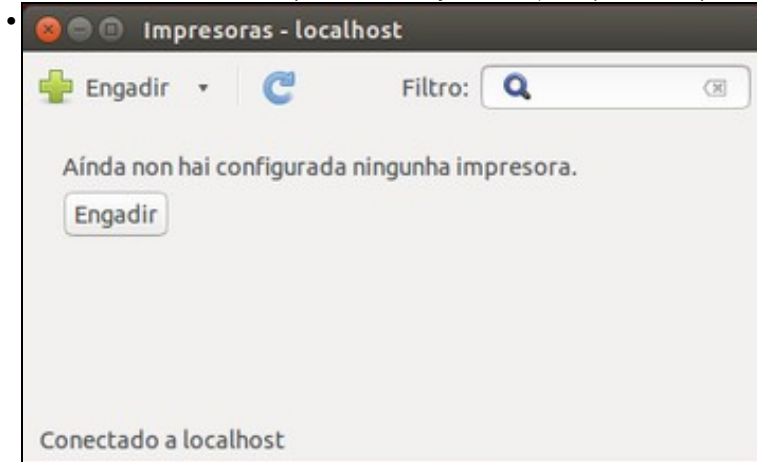 Impresoras - localhost
Engadir Filtro:
Aínda non hai configurada ningunha impresora.
Engadir
Conectado a localhost